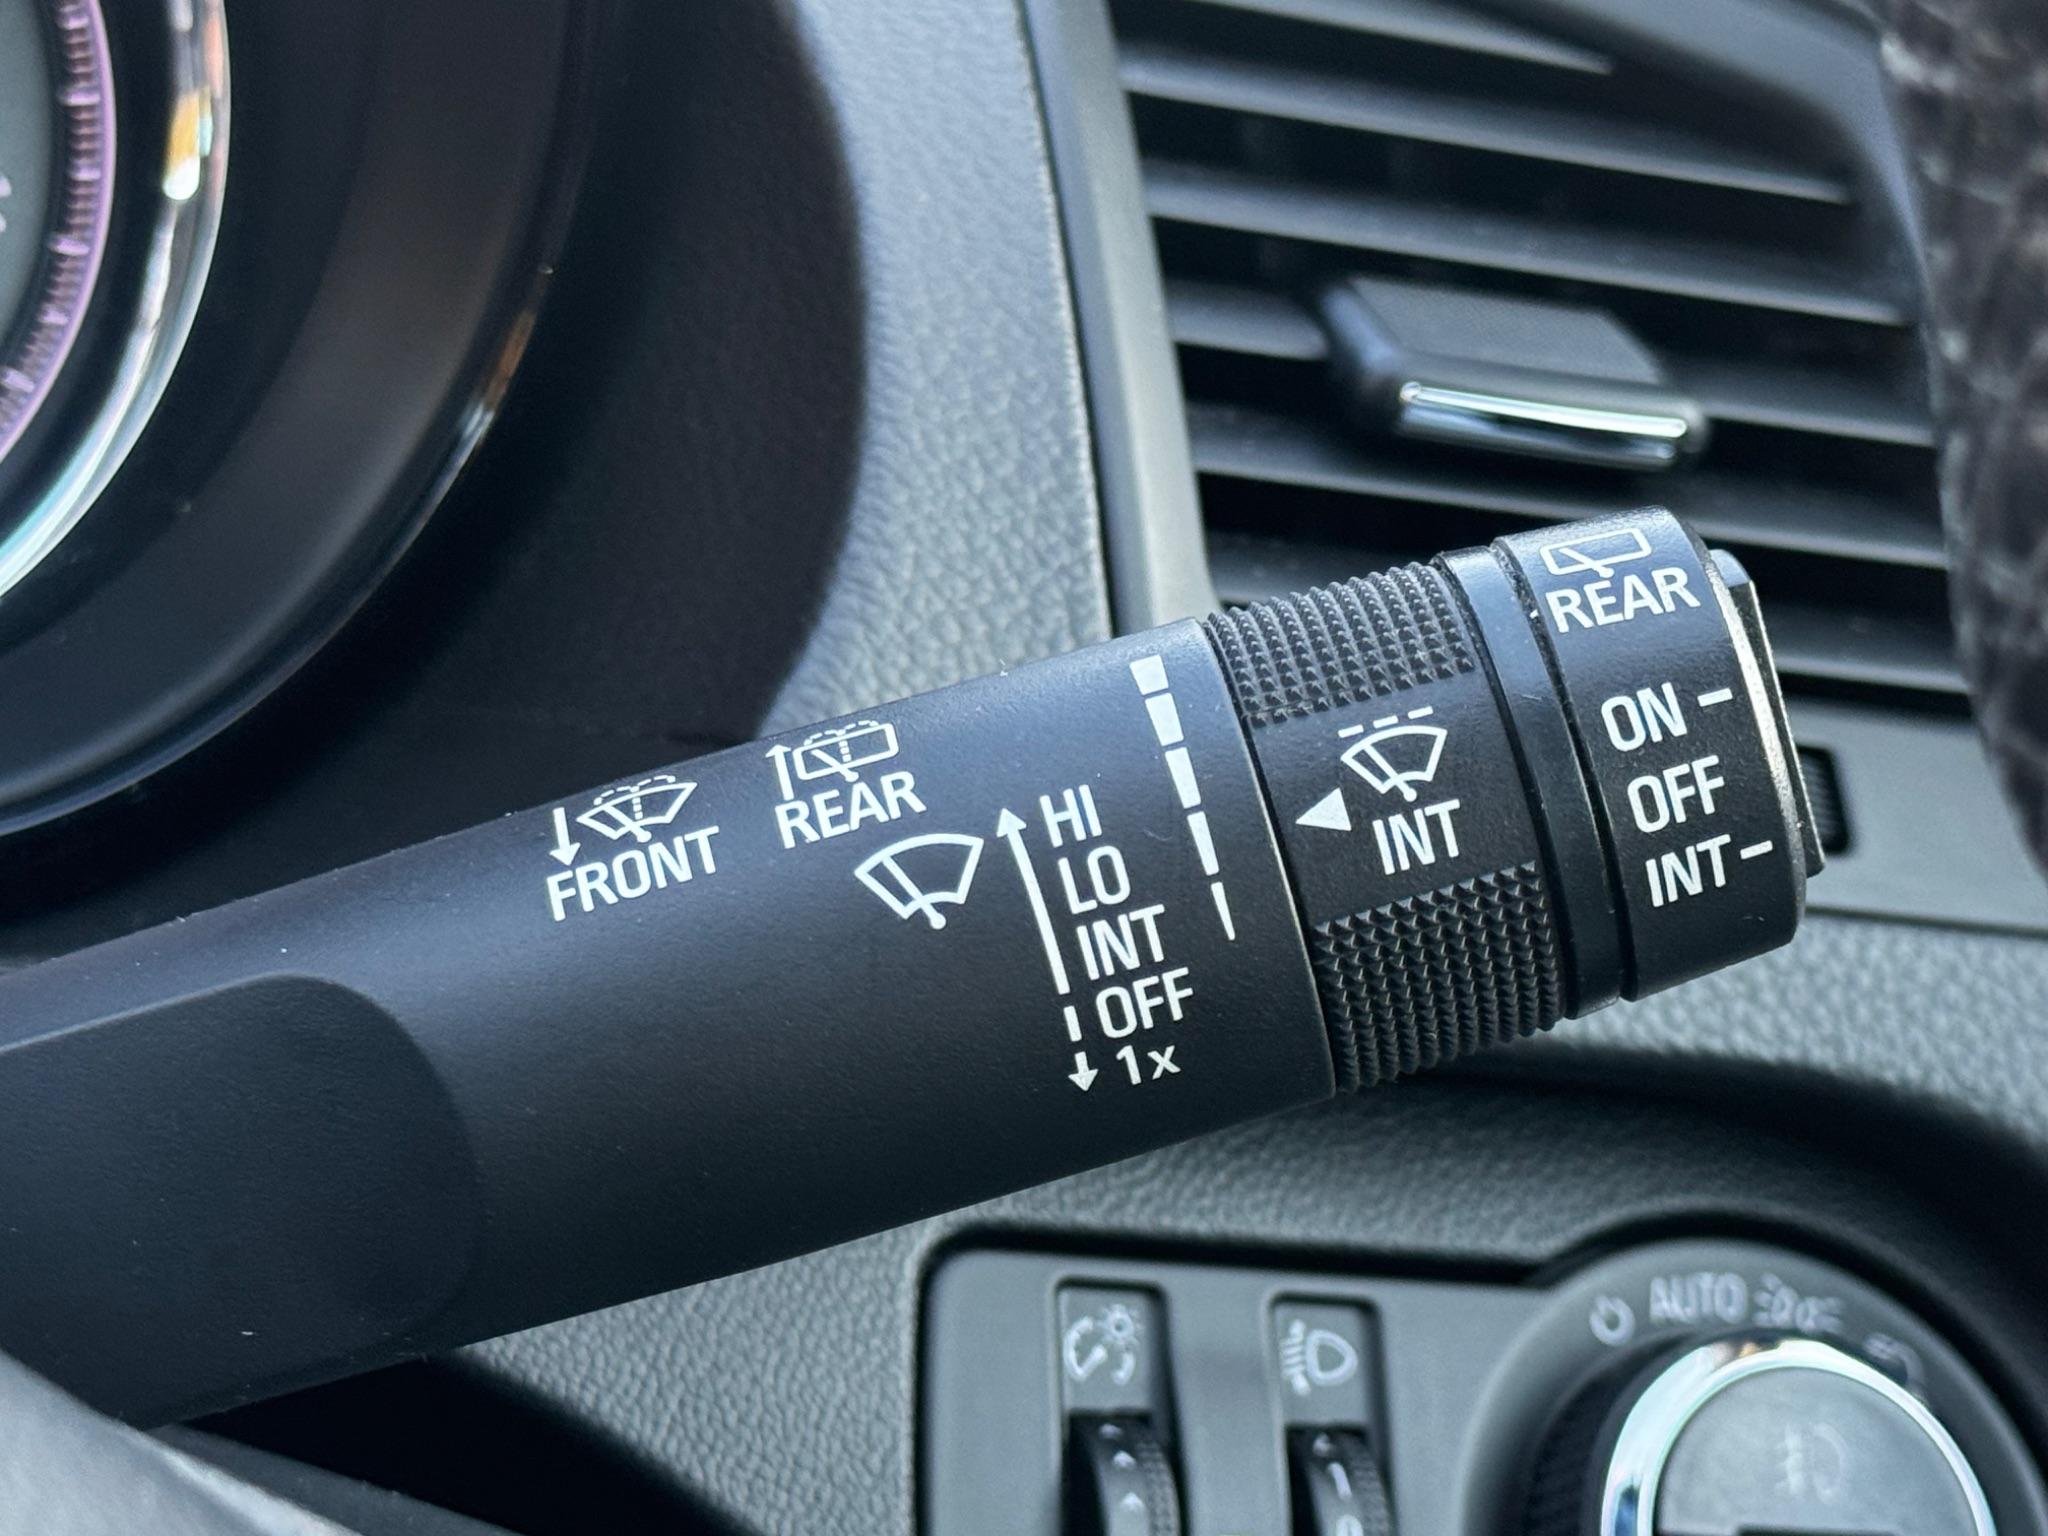 FRONT
REAR
HI
LO
INT
OFF
1x
INT
REAR
ON –
OFF
INT –
AUTO